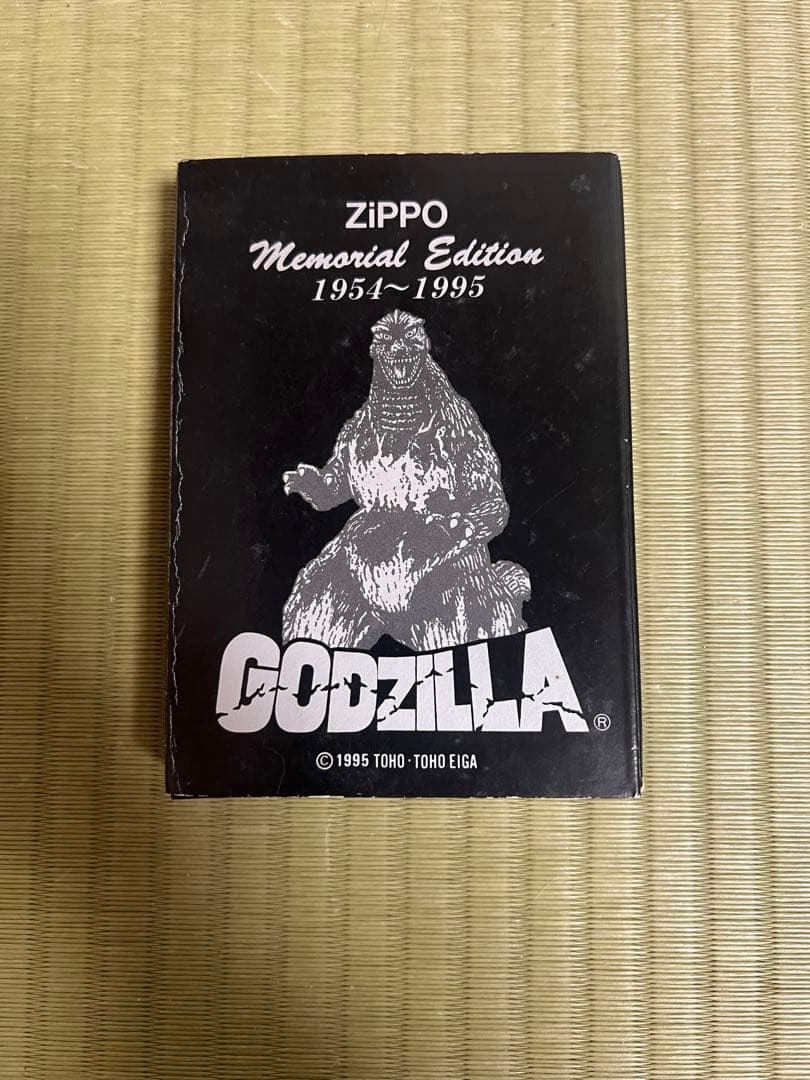 ZiPPO
Memorial Edition
1954～1995
GODZILLA ®
© 1995 TOHO · TOHO EIGA